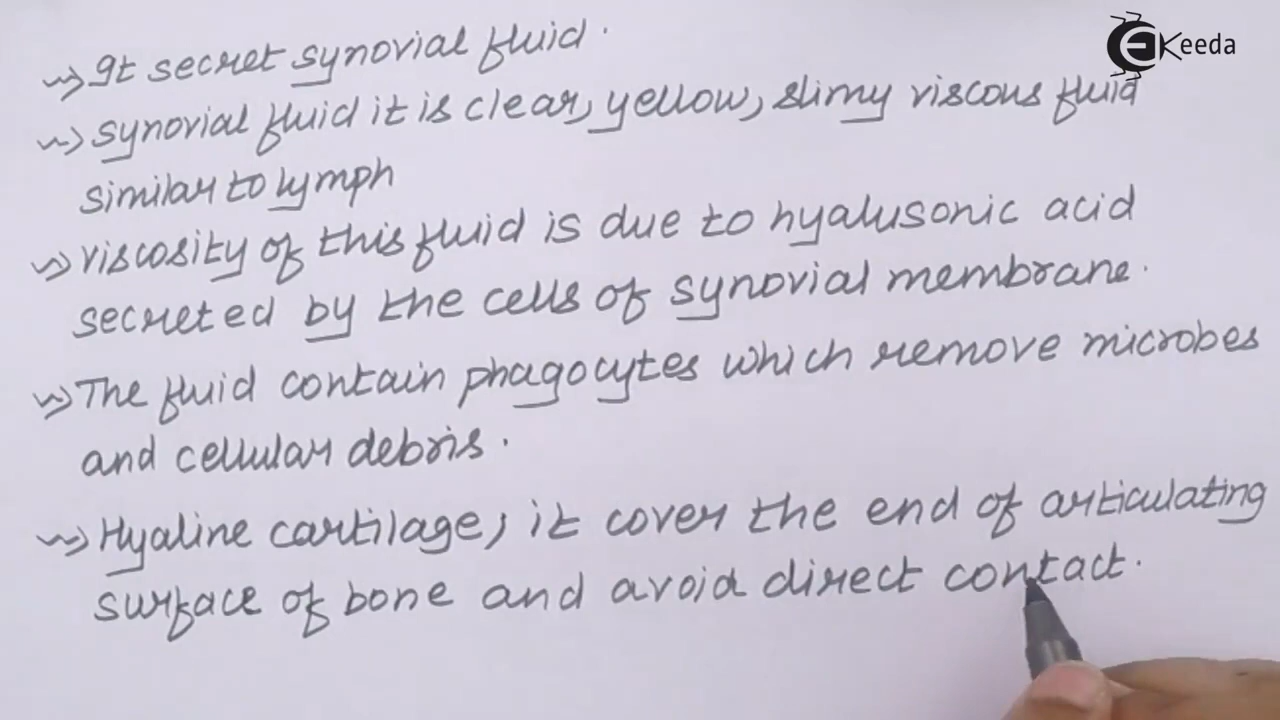 It secret synovial fluid.
Keeda
synovial fluid it is clear, yellow, slimy viscous fluid
similar to lymph
viscosity of this fluid is due to hyalusonic acid
secreted by the cells of synovial membrane.
The fluid contain phagocytes which remove microbes
and cellular debris.
Hyaline cartilage, it cover the end of articulating
surface of bone and avoid direct contact.